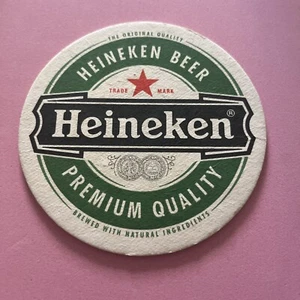 THE ORIGINAL QUALITY
HEINEKEN BEER
TRADE MARK
Heineken®
PREMIUM QUALITY
BREWED WITH NATURAL INGREDIENTS